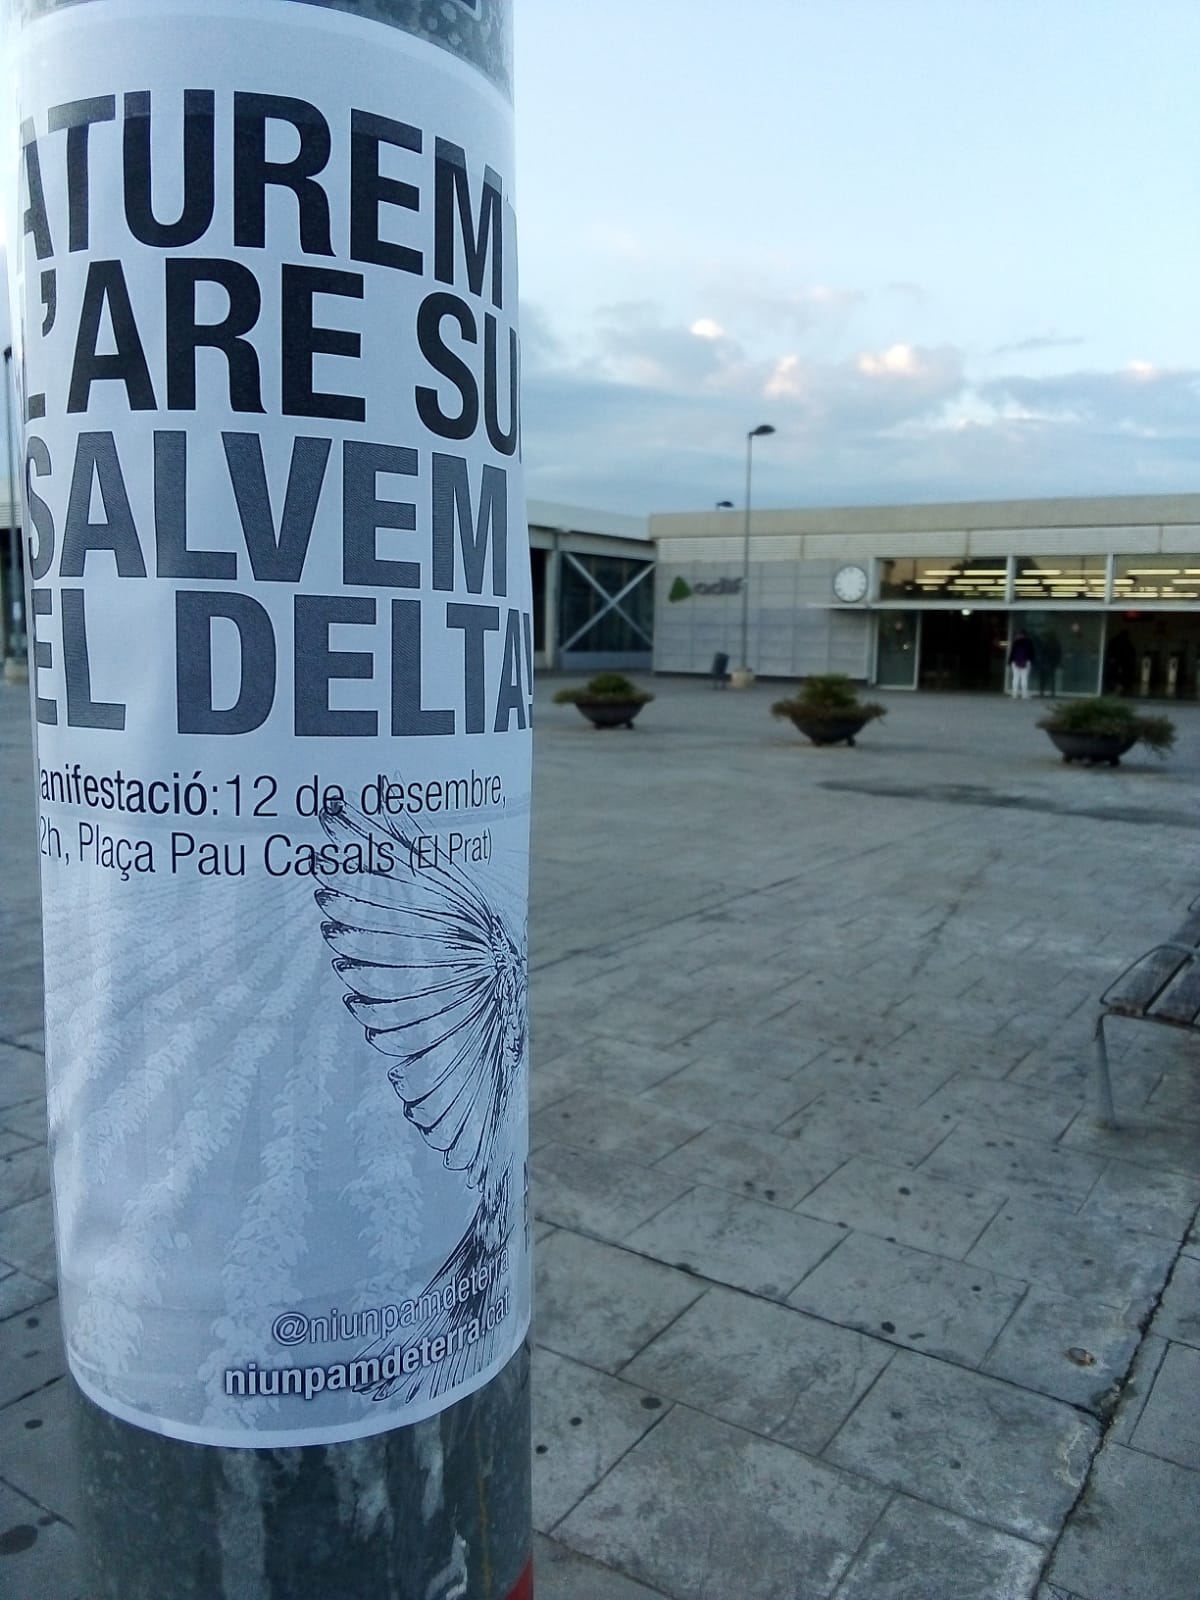 ATUREM
L'ARE SU
SALVEM
EL DELTA!
anifestació: 12 de desembre,
2h, Plaça Pau Casals (El Prat)
@niunpamdeterra
niunpamdeterra.cat
adif